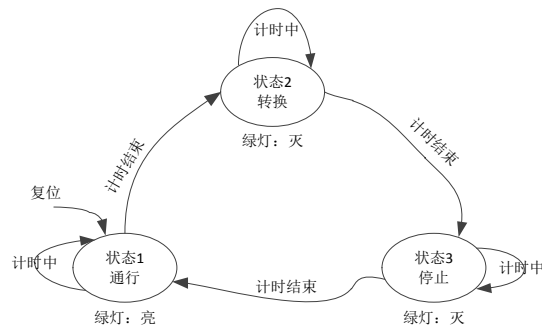 计时中
状态2
转换
绿灯：灭
计时结束
计时结束
复位
计时中
状态1
通行
绿灯：亮
计时结束
状态3
停止
计时中
绿灯：灭